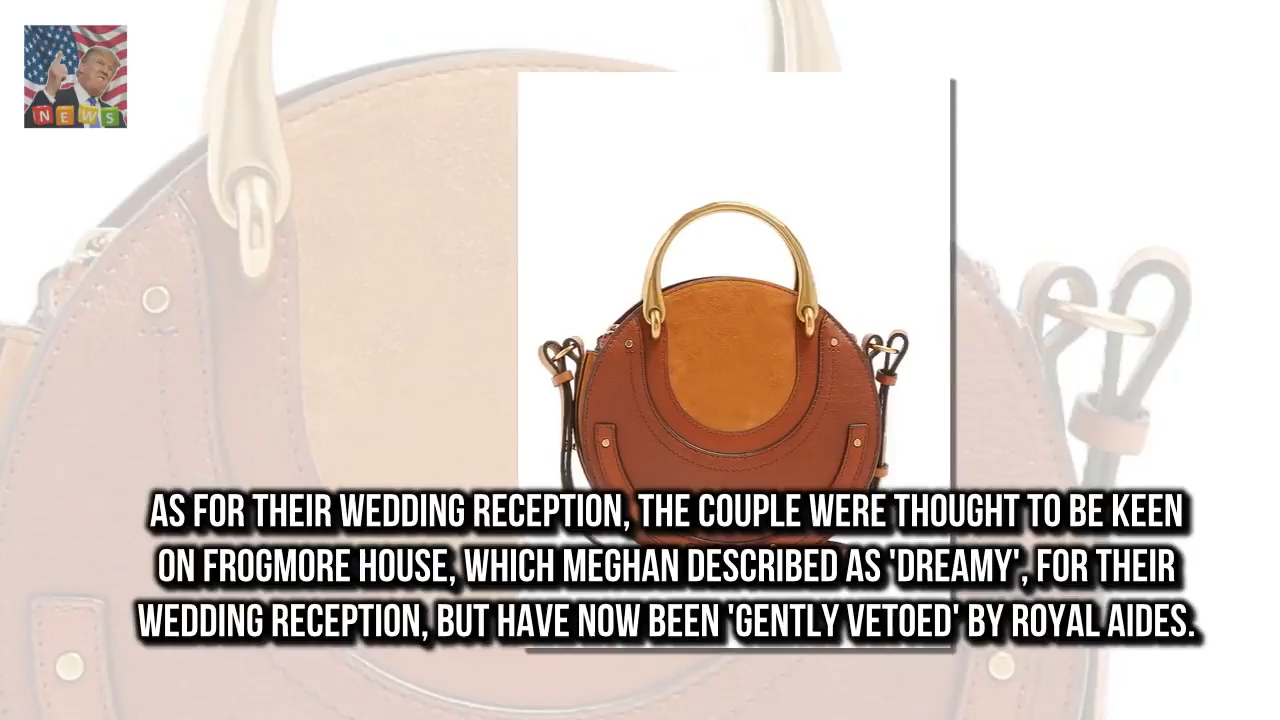 NEWS
AS FOR THEIR WEDDING RECEPTION, THE COUPLE WERE THOUGHT TO BE KEEN
ON FROGMORE HOUSE, WHICH MEGHAN DESCRIBED AS 'DREAMY', FOR THEIR
WEDDING RECEPTION, BUT HAVE NOW BEEN 'GENTLY VETOED' BY ROYAL AIDES.